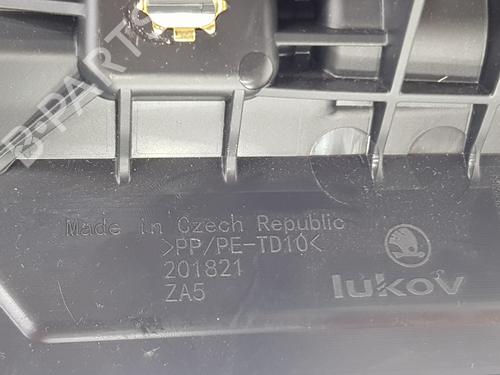 B-PARTS
Made in Czech Republic
>PP/PE-TD10<
201821
ZA5
lukov